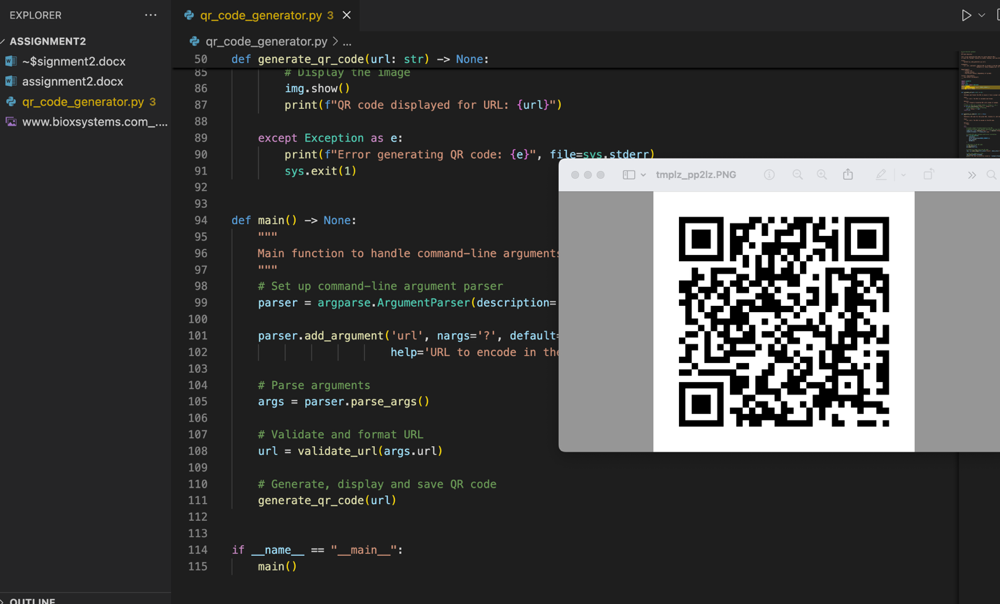 EXPLORER
ASSIGNMENT2
~$signment2.docx
assignment2.docx
qr_code_generator.py 3
www.bioxsystems.com_....
OUTLINE
qr_code_generator.py 3
qr_code_generator.py > ...
50 def generate_qr_code(url: str) -> None:
85 # Display the image
86 img.show()
87 print(f"QR code displayed for URL: {url}")
88
89 except Exception as e:
90 print(f"Error generating QR code: {e}", file=sys.stderr)
91 sys.exit(1)
92
93
94 def main() -> None:
95 """
96 Main function to handle command-line arguments
97 """
98 # Set up command-line argument parser
99 parser = argparse.ArgumentParser(description=
100
101 parser.add_argument('url', nargs='?', default=
102 help='URL to encode in the
103
104 # Parse arguments
105 args = parser.parse_args()
106
107 # Validate and format URL
108 url = validate_url(args.url)
109
110 # Generate, display and save QR code
111 generate_qr_code(url)
112
113
114 if __name__ == "__main__":
115 main()
tmplz_pp2lz.PNG